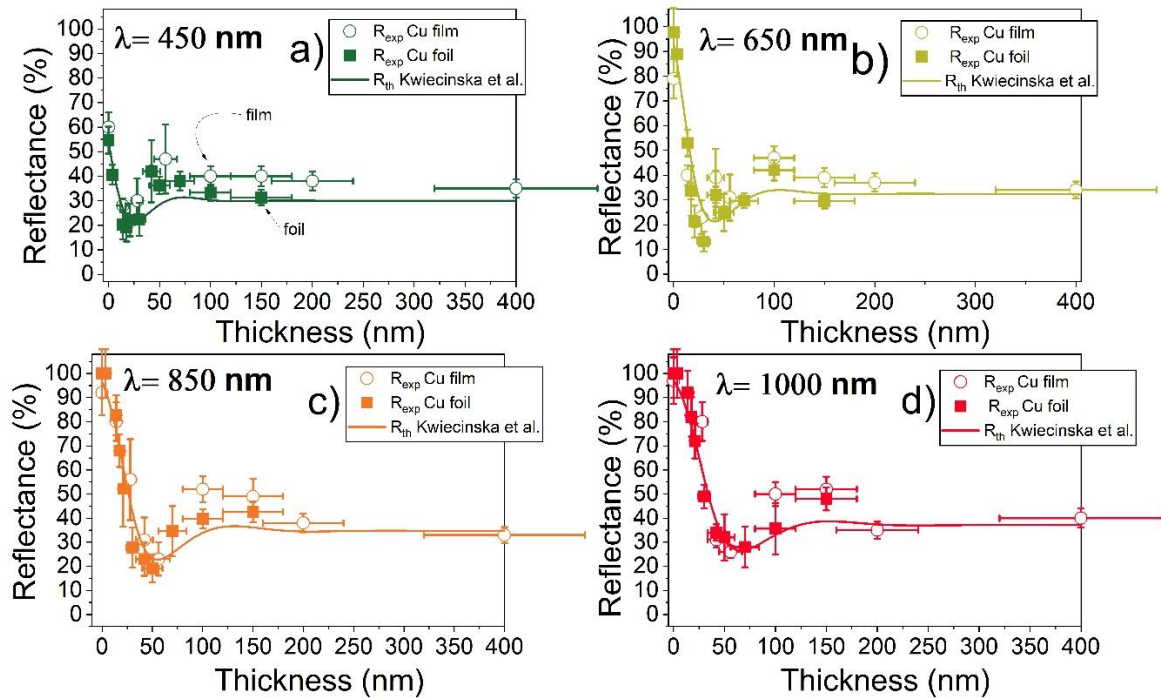 λ= 450 nm
a)
R_exp Cu film
R_exp Cu foil
R_th Kwiecinska et al.
film
foil
Reflectance (%)
100
90
80
70
60
50
40
30
20
10
0
0 50 100 150 200 250 300 350 400
Thickness (nm)
λ= 650 nm
b)
R_exp Cu film
R_exp Cu foil
R_th Kwiecinska et al.
Reflectance (%)
100
90
80
70
60
50
40
30
20
10
0
0 50 100 150 200 250 300 350 400
Thickness (nm)
λ= 850 nm
c)
R_exp Cu film
R_exp Cu foil
R_th Kwiecinska et al.
Reflectance (%)
100
90
80
70
60
50
40
30
20
10
0
0 50 100 150 200 250 300 350 400
Thickness (nm)
λ= 1000 nm
d)
R_exp Cu film
R_exp Cu foil
R_th Kwiecinska et al.
Reflectance (%)
100
90
80
70
60
50
40
30
20
10
0
0 50 100 150 200 250 300 350 400
Thickness (nm)